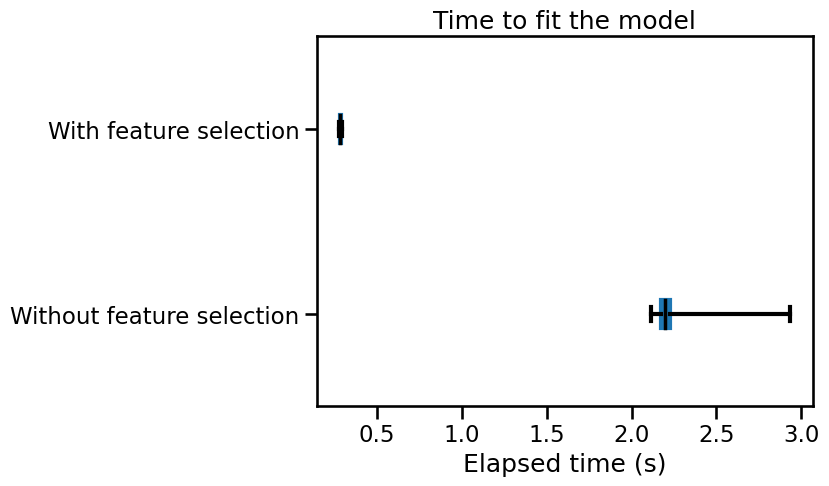 Time to fit the model
With feature selection
Without feature selection
0.5 1.0 1.5 2.0 2.5 3.0
Elapsed time (s)